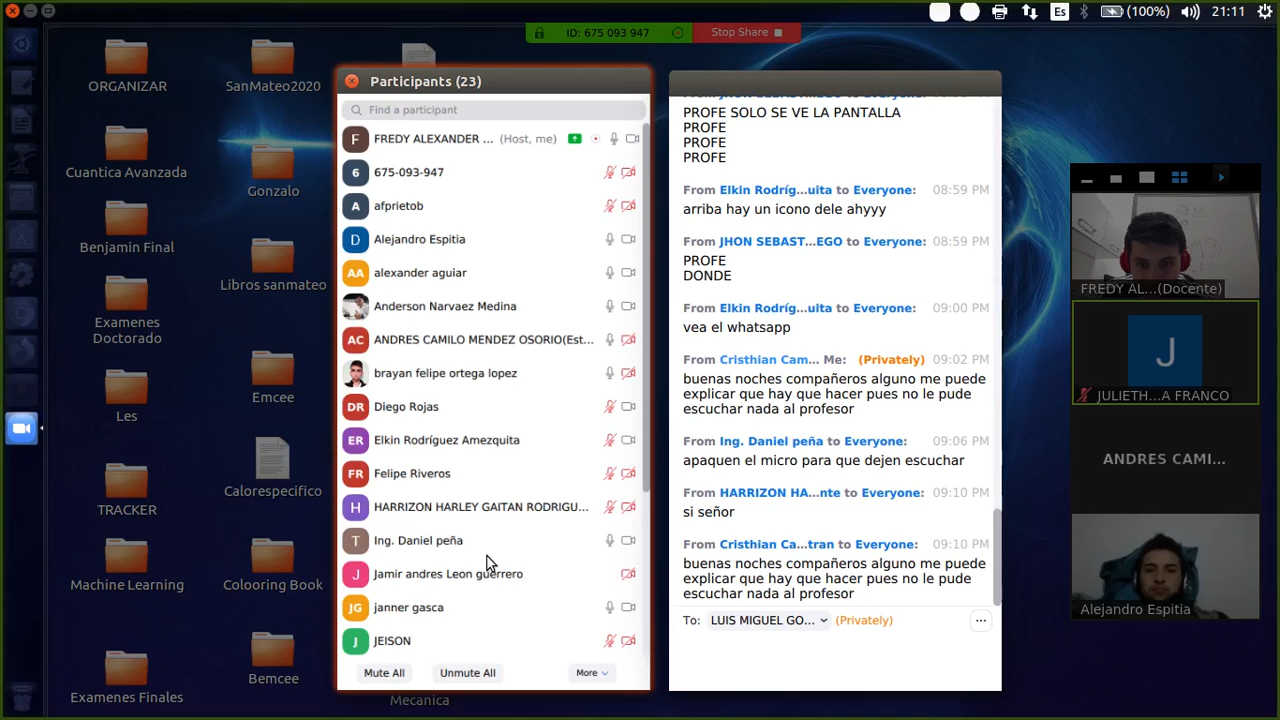 Es
(100%)
21:11
ID: 675 093 947
Stop Share
ORGANIZAR
SanMateo2020
Cuantica Avanzada
Gonzalo
Benjamin Final
Libros sanmateo
Examenes
Doctorado
Emcee
Les
Calorespecifico
TRACKER
Machine Learning
Colooring Book
Examenes Finales
Bemcee
Mecanica
Participants (23)
Find a participant
F FREDY ALEXANDER ... (Host, me)
6 675-093-947
A afprietob
D Alejandro Espitia
AA alexander aguiar
Anderson Narvaez Medina
AC ANDRES CAMILO MENDEZ OSORIO(Est...
brayan felipe ortega lopez
DR Diego Rojas
ER Elkin Rodríguez Amezquita
FR Felipe Riveros
H HARRIZON HARLEY GAITAN RODRIGU...
T Ing. Daniel peña
J Jamir andres Leon guerrero
JG janner gasca
J JEISON
Mute All
Unmute All
More
PROFE SOLO SE VE LA PANTALLA
PROFE
PROFE
PROFE
From Elkin Rodríg...uita to Everyone: 08:59 PM
arriba hay un icono dele ahyyy
From JHON SEBAST...EGO to Everyone: 08:59 PM
PROFE
DONDE
From Elkin Rodríg...uita to Everyone: 09:00 PM
vea el whatsapp
From Cristhian Cam... Me: (Privately) 09:02 PM
buenas noches compañeros alguno me puede
explicar que hay que hacer pues no le pude
escuchar nada al profesor
From Ing. Daniel peña to Everyone: 09:06 PM
apaquen el micro para que dejen escuchar
From HARRIZON HA...nte to Everyone: 09:10 PM
si señor
From Cristhian Ca...tran to Everyone: 09:10 PM
buenas noches compañeros alguno me puede
explicar que hay que hacer pues no le pude
escuchar nada al profesor
To: LUIS MIGUEL GO... (Privately)
FREDY AL...(Docente)
J
JULIETH...A FRANCO
ANDRES CAMI...
Alejandro Espitia